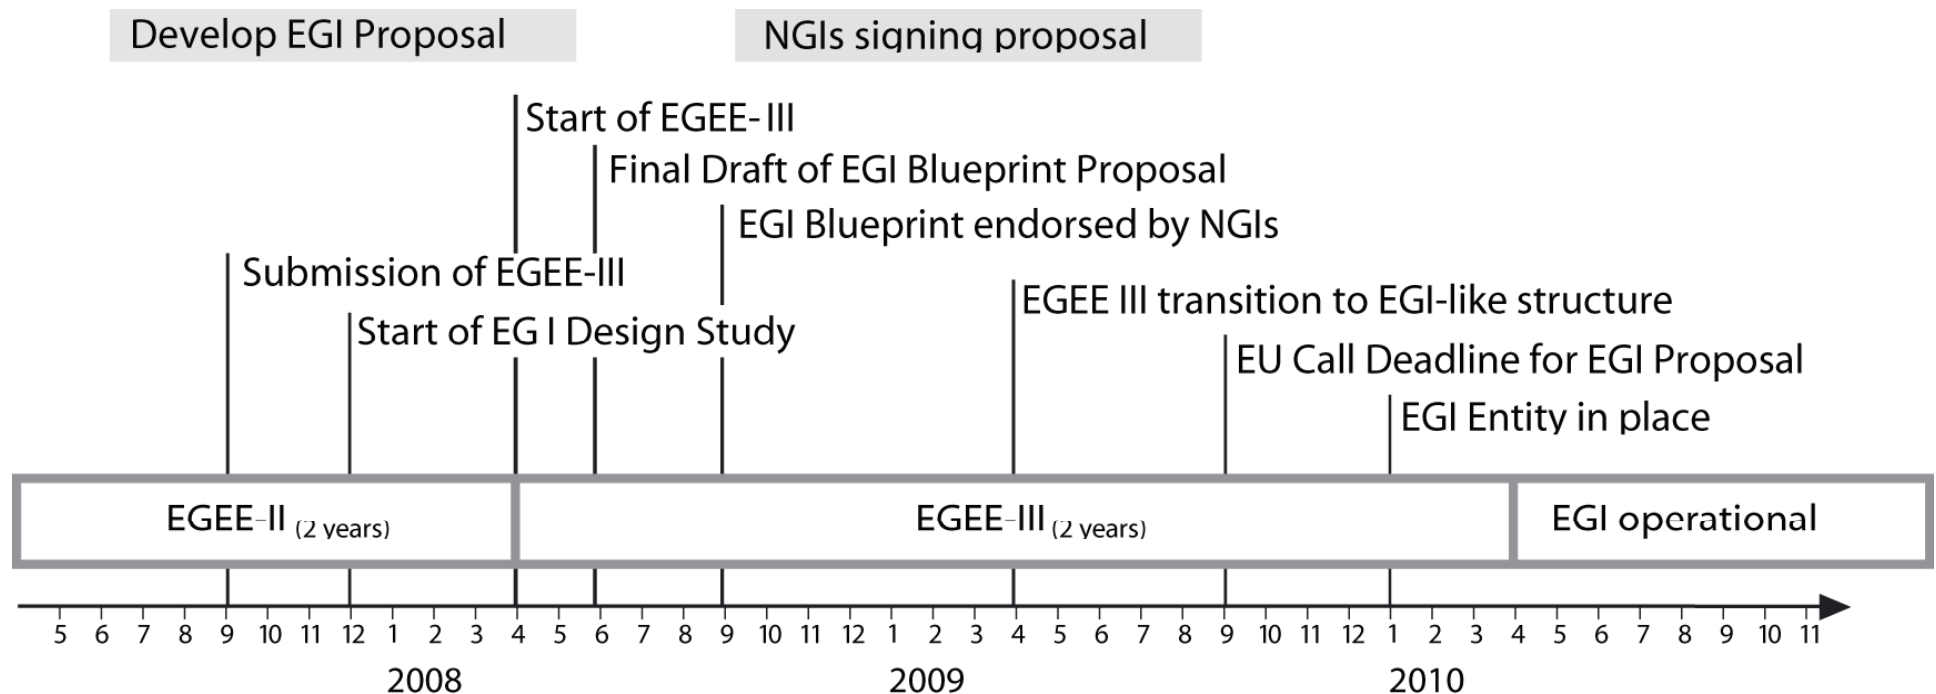 Develop EGI Proposal
NGIs signing proposal
Start of EGEE-III
Final Draft of EGI Blueprint Proposal
EGI Blueprint endorsed by NGIs
Submission of EGEE-III
Start of EG I Design Study
EGEE III transition to EGI-like structure
EU Call Deadline for EGI Proposal
EGI Entity in place
EGEE-II (2 years)
EGEE-III (2 years)
EGI operational
5 6 7 8 9 10 11 12 1 2 3 4 5 6 7 8 9 10 11 12 1 2 3 4 5 6 7 8 9 10 11 12 1 2 3 4 5 6 7 8 9 10 11
2008 2009 2010